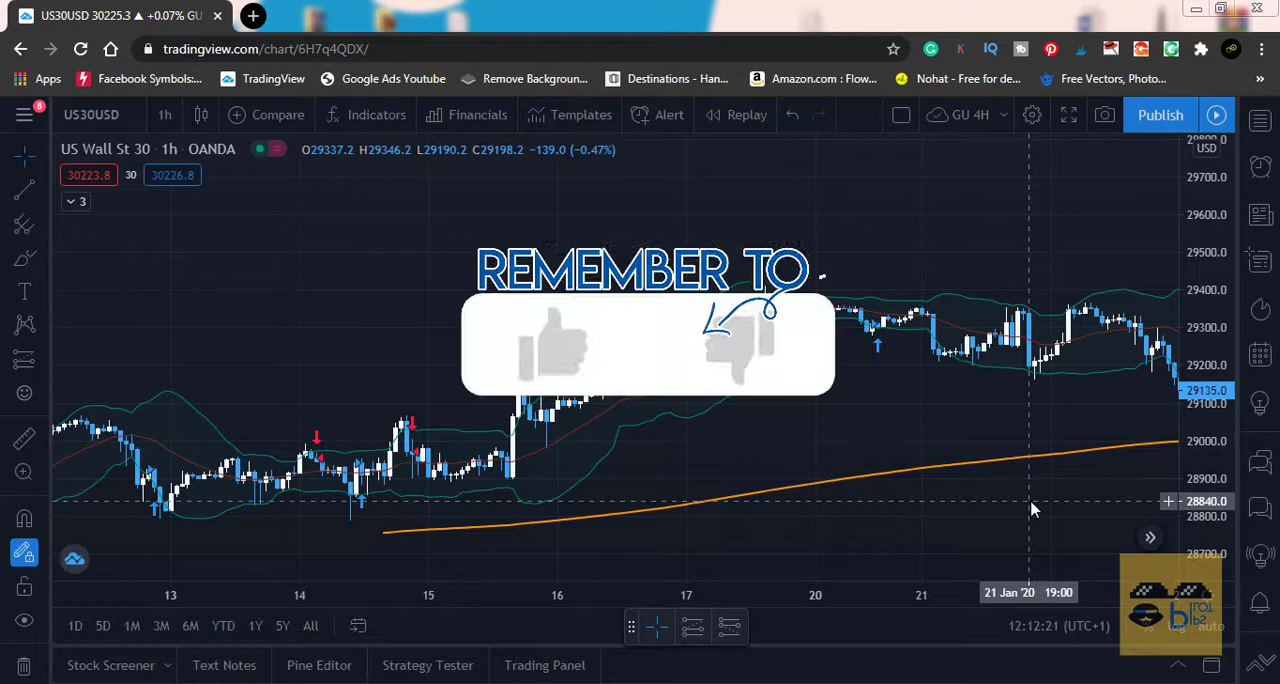 US30USD 30225.3 ▲ +0.07% GU
tradingview.com/chart/6H7q4QDX/
Apps Facebook Symbols:... TradingView Google Ads Youtube Remove Backgroun... Destinations - Han... Amazon.com : Flow... Nohat - Free for de... Free Vectors, Photo... »
8 US30USD 1h Compare Indicators Financials Templates Alert Replay GU 4H Publish
US Wall St 30 · 1h · OANDA O29337.2 H29346.2 L29190.2 C29198.2 −139.0 (−0.47%)
USD
30223.8 30 30226.8
3
REMEMBER TO
29800.0
29700.0
29600.0
29500.0
29400.0
29300.0
29200.0
29135.0
29100.0
29000.0
28900.0
28840.0
28800.0
28700.0
13 14 15 16 17 20 21
21 Jan '20 19:00
1D 5D 1M 3M 6M YTD 1Y 5Y All
12:12:21 (UTC+1) % log auto
Stock Screener Text Notes Pine Editor Strategy Tester Trading Panel